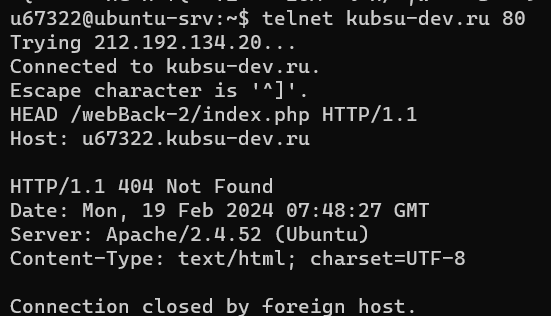 u67322@ubuntu-srv:~$ telnet kubsu-dev.ru 80
Trying 212.192.134.20...
Connected to kubsu-dev.ru.
Escape character is '^]'.
HEAD /webBack-2/index.php HTTP/1.1
Host: u67322.kubsu-dev.ru
HTTP/1.1 404 Not Found
Date: Mon, 19 Feb 2024 07:48:27 GMT
Server: Apache/2.4.52 (Ubuntu)
Content-Type: text/html; charset=UTF-8
Connection closed by foreign host.